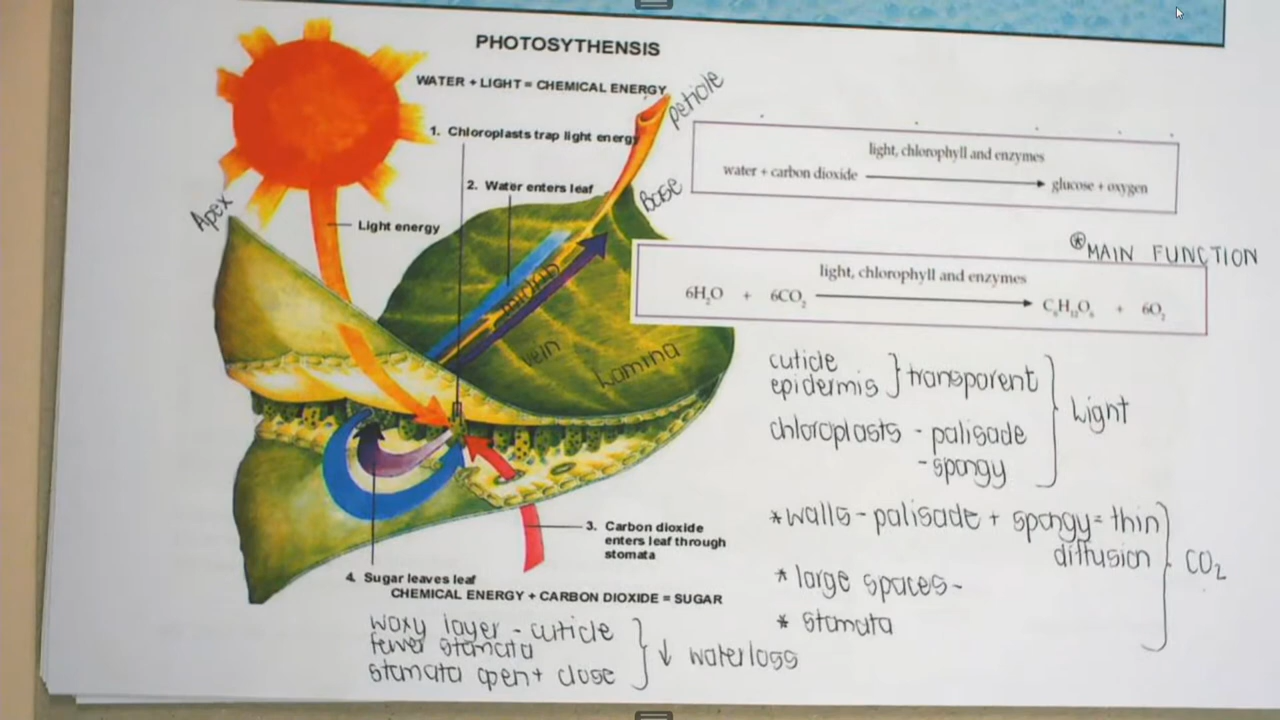 PHOTOSYTHENSIS
WATER + LIGHT = CHEMICAL ENERGY
petiole
1. Chloroplasts trap light energy
light, chlorophyll and enzymes
water + carbon dioxide → glucose + oxygen
2. Water enters leaf
Base
Apex
Light energy
*MAIN FUNCTION
light, chlorophyll and enzymes
6H₂O + 6CO₂ → C₆H₁₂O₆ + 6O₂
midrib
vein
Lamina
cuticle
epidermis } transparent
Light
chloroplasts - palisade
- spongy
* walls - palisade + spongy = thin
diffusion
CO₂
* large spaces -
* stomata
3. Carbon dioxide
enters leaf through
stomata
4. Sugar leaves leaf
CHEMICAL ENERGY + CARBON DIOXIDE = SUGAR
waxy layer - cuticle
fewer stomata
stomata open + close
↓ water loss